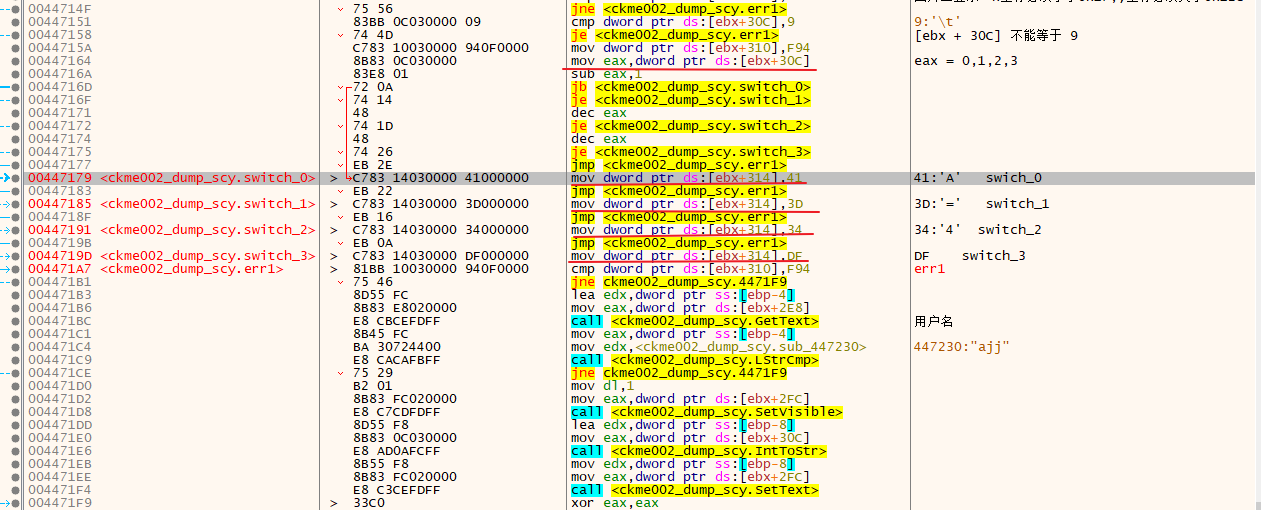 0044714F 75 56 jne <ckme002_dump_scy.err1>
00447151 83BB 0C030000 09 cmp dword ptr ds:[ebx+30C],9 9:'\t'
00447158 74 4D je <ckme002_dump_scy.err1> [ebx + 30C] 不能等于 9
0044715A C783 10030000 940F0000 mov dword ptr ds:[ebx+310],F94
00447164 8B83 0C030000 mov eax,dword ptr ds:[ebx+30C] eax = 0,1,2,3
0044716A 83E8 01 sub eax,1
0044716D 72 0A jb <ckme002_dump_scy.switch_0>
0044716F 74 14 je <ckme002_dump_scy.switch_1>
00447171 48 dec eax
00447172 74 1D je <ckme002_dump_scy.switch_2>
00447174 48 dec eax
00447175 74 26 je <ckme002_dump_scy.switch_3>
00447177 EB 2E jmp <ckme002_dump_scy.err1>
00447179 <ckme002_dump_scy.switch_0> > C783 14030000 41000000 mov dword ptr ds:[ebx+314],41 41:'A' swich_0
00447183 EB 22 jmp <ckme002_dump_scy.err1>
00447185 <ckme002_dump_scy.switch_1> > C783 14030000 3D000000 mov dword ptr ds:[ebx+314],3D 3D:'=' switch_1
0044718F EB 16 jmp <ckme002_dump_scy.err1>
00447191 <ckme002_dump_scy.switch_2> > C783 14030000 34000000 mov dword ptr ds:[ebx+314],34 34:'4' switch_2
0044719B EB 0A jmp <ckme002_dump_scy.err1>
0044719D <ckme002_dump_scy.switch_3> > C783 14030000 DF000000 mov dword ptr ds:[ebx+314],DF DF switch_3
004471A7 <ckme002_dump_scy.err1> > 81BB 10030000 940F0000 cmp dword ptr ds:[ebx+310],F94 err1
004471B1 75 46 jne ckme002_dump_scy.4471F9
004471B3 8D55 FC lea edx,dword ptr ss:[ebp-4]
004471B6 8B83 E8020000 mov eax,dword ptr ds:[ebx+2E8]
004471BC E8 CBCEFDFF call <ckme002_dump_scy.GetText> 用户名
004471C1 8B45 FC mov eax,dword ptr ss:[ebp-4]
004471C4 BA 30724400 mov edx,<ckme002_dump_scy.sub_447230> 447230:"ajj"
004471C9 E8 CACAFBFF call <ckme002_dump_scy.LStrCmp>
004471CE 75 29 jne ckme002_dump_scy.4471F9
004471D0 B2 01 mov dl,1
004471D2 8B83 FC020000 mov eax,dword ptr ds:[ebx+2FC]
004471D8 E8 C7CDFDFF call <ckme002_dump_scy.SetVisible>
004471DD 8D55 F8 lea edx,dword ptr ss:[ebp-8]
004471E0 8B83 0C030000 mov eax,dword ptr ds:[ebx+30C]
004471E6 E8 AD0AFCFF call <ckme002_dump_scy.IntToStr>
004471EB 8B55 F8 mov edx,dword ptr ss:[ebp-8]
004471EE 8B83 FC020000 mov eax,dword ptr ds:[ebx+2FC]
004471F4 E8 C3CEFDFF call <ckme002_dump_scy.SetText>
004471F9 > 33C0 xor eax,eax